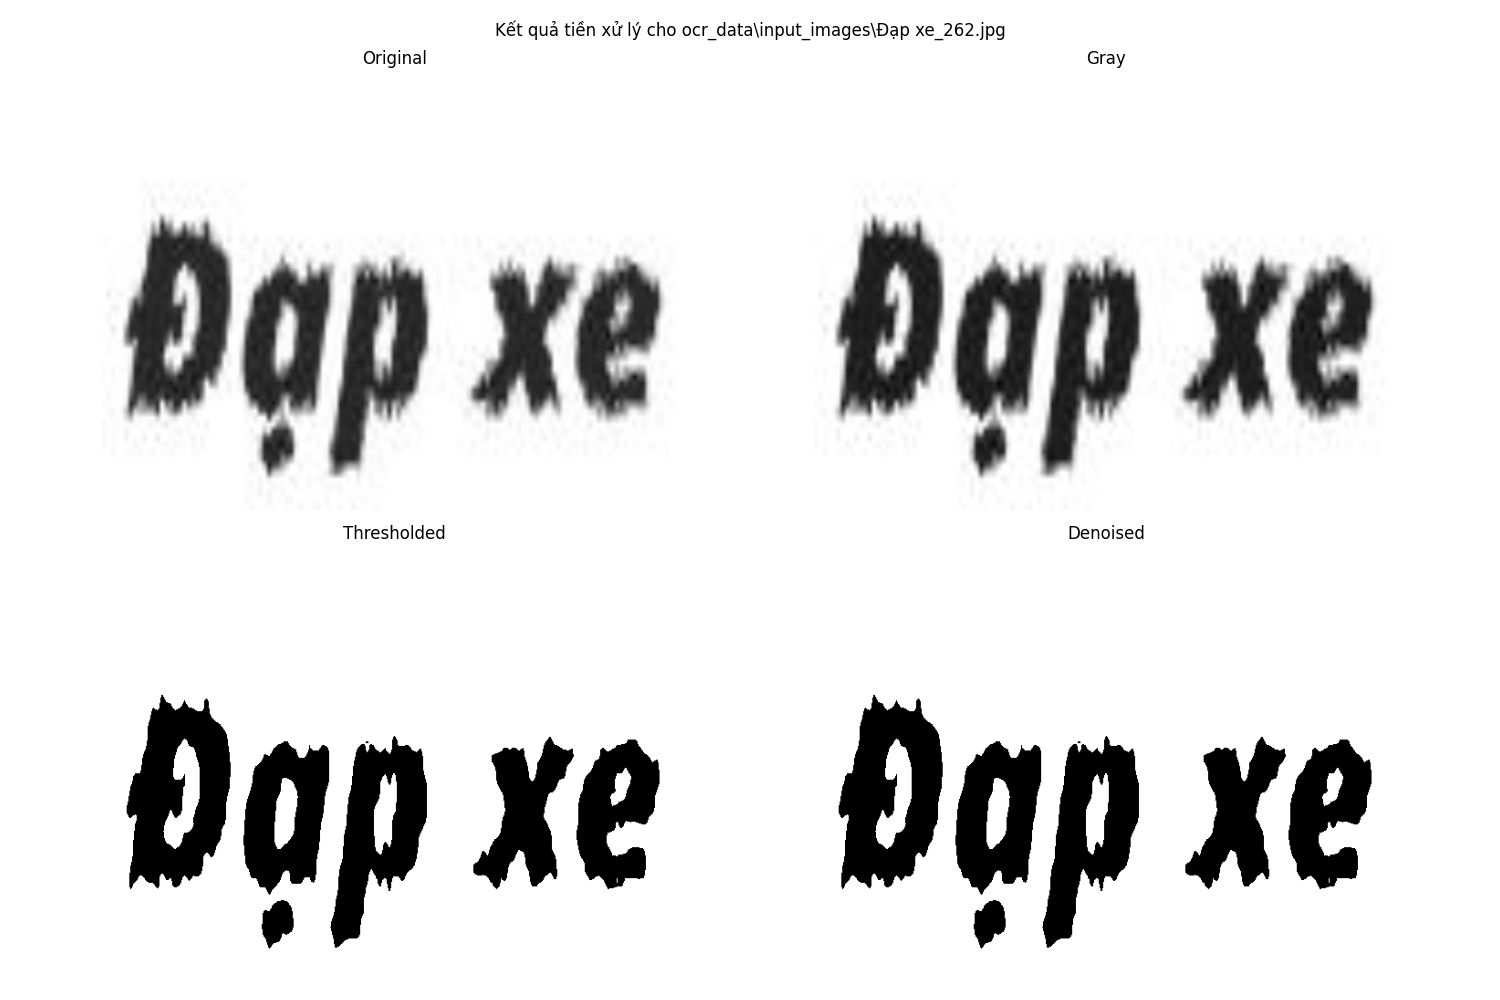 Kết quả tiền xử lý cho ocr_data\input_images\Đạp xe_262.jpg
Original
Gray
Đạp xe
Đạp xe
Thresholded
Denoised
Đạp xe
Đạp xe